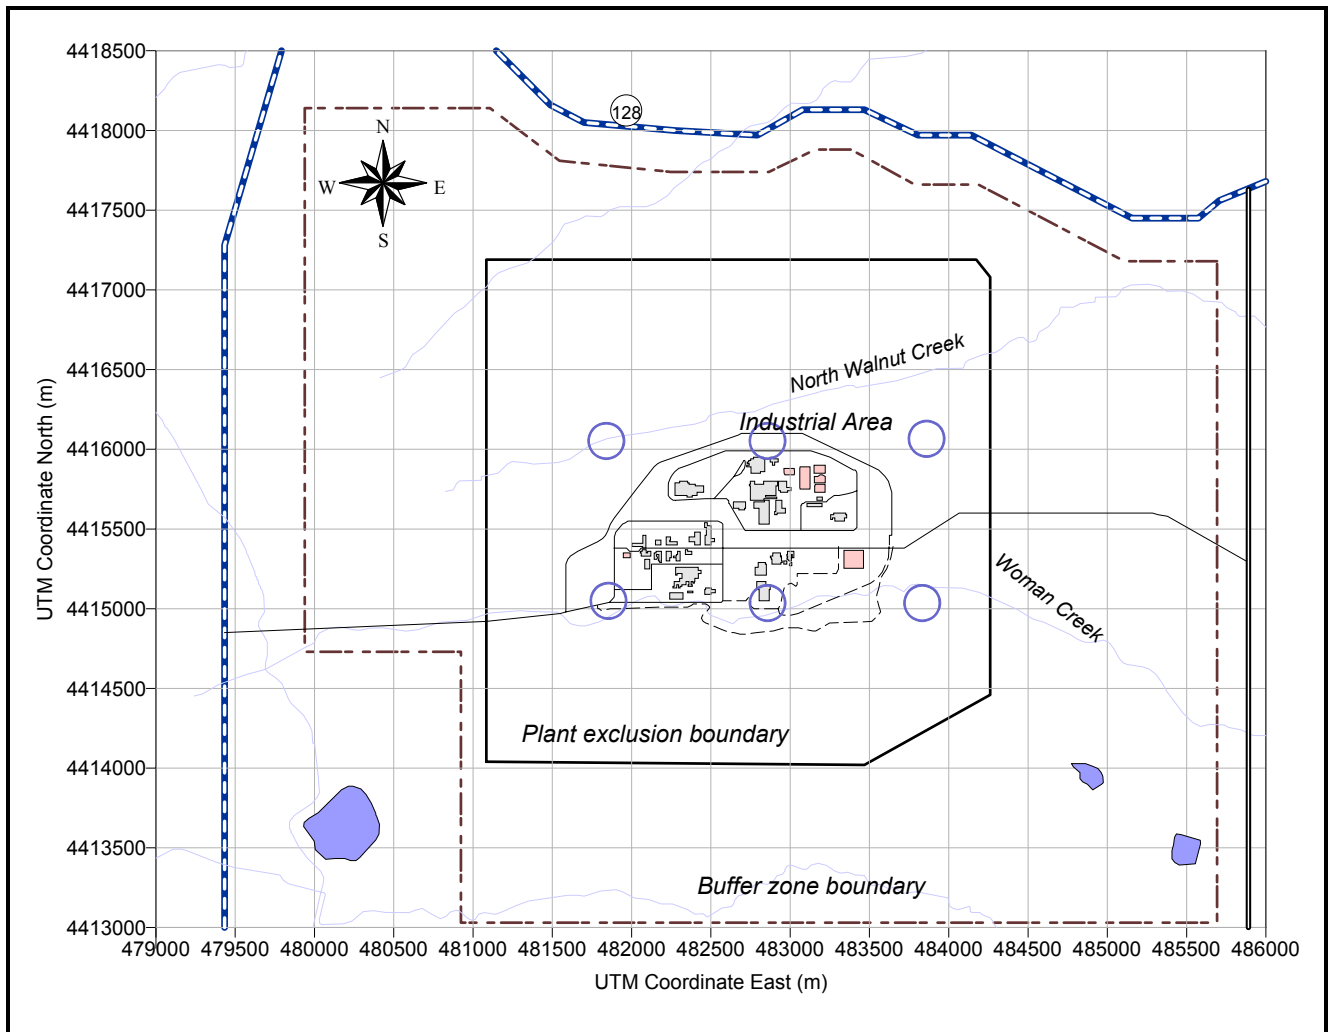 4418500
128
4418000
N
W
E
S
4417500
4417000
4416500
North Walnut Creek
Industrial Area
4416000
4415500
Woman Creek
4415000
4414500
Plant exclusion boundary
4414000
4413500
Buffer zone boundary
4413000
UTM Coordinate North (m)
479000 479500 480000 480500 481000 481500 482000 482500 483000 483500 484000 484500 485000 485500 486000
UTM Coordinate East (m)